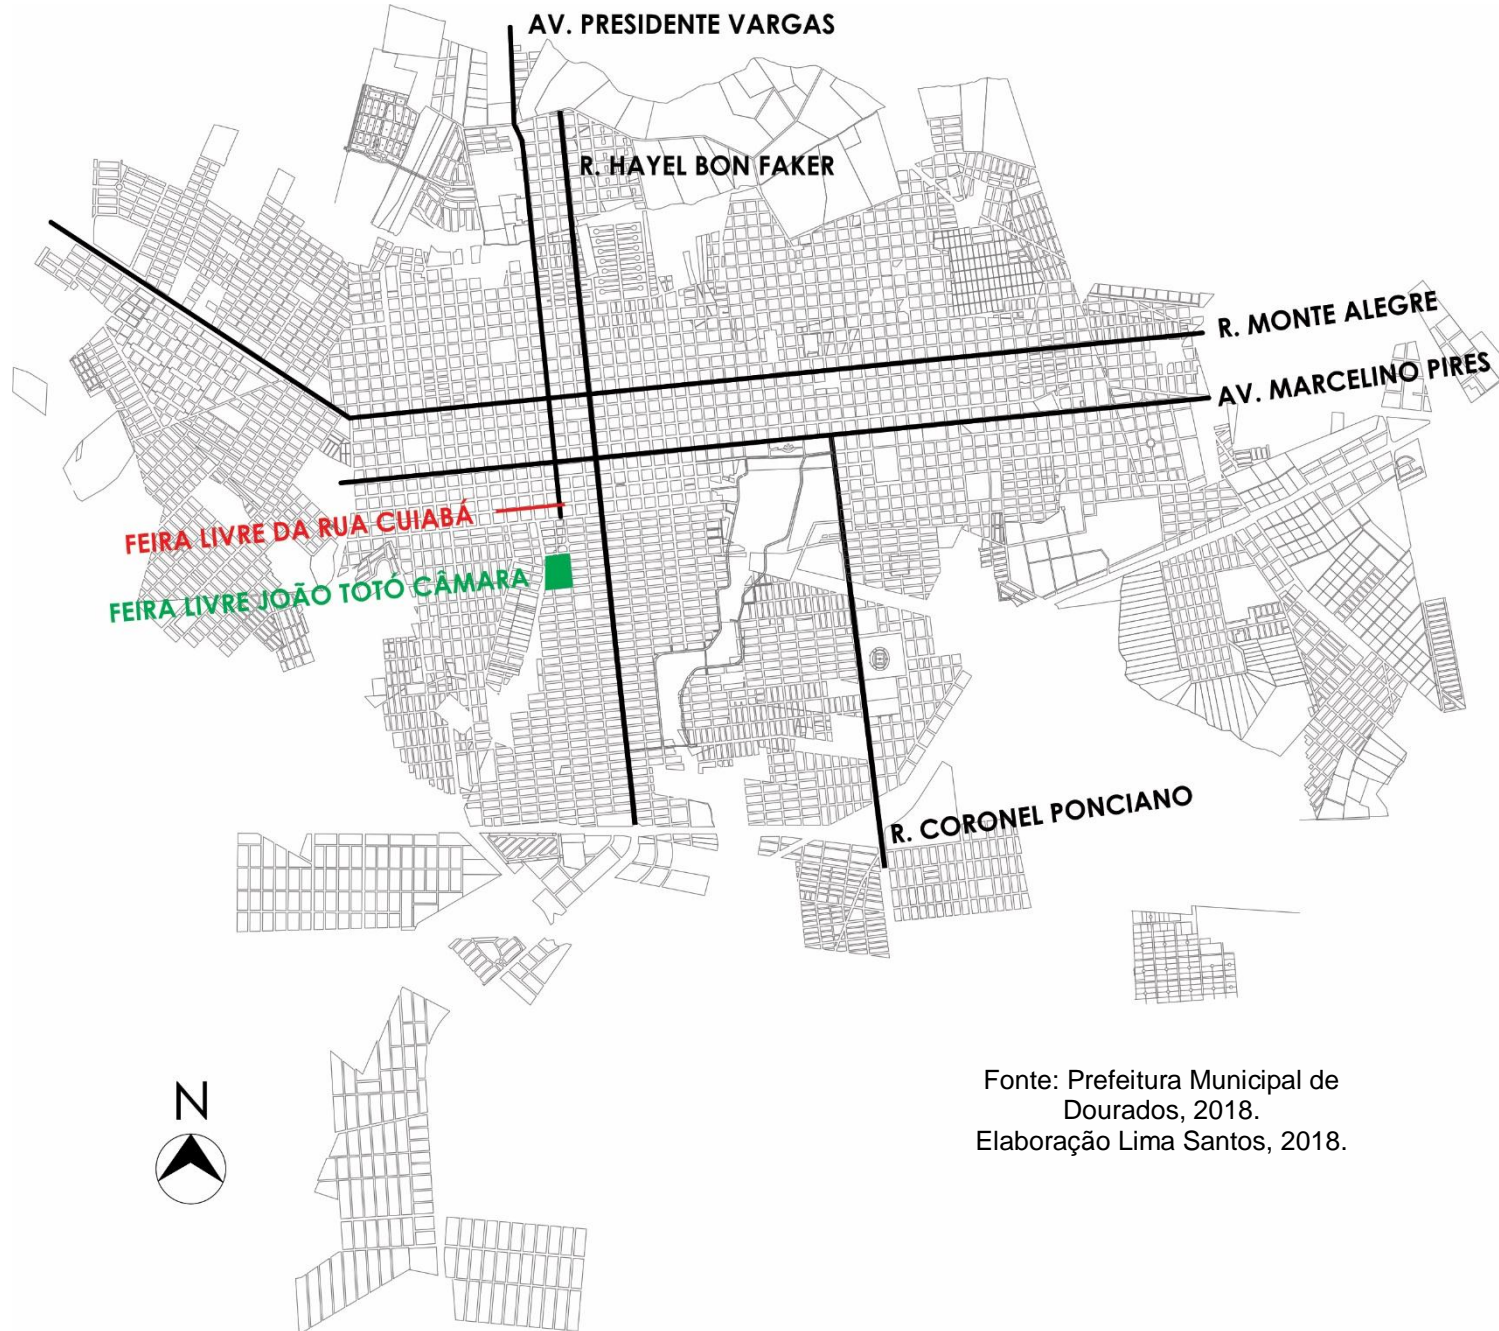 AV. PRESIDENTE VARGAS
R. HAYEL BON FAKER
R. MONTE ALEGRE
AV. MARCELINO PIRES
FEIRA LIVRE DA RUA CUIABÁ
FEIRA LIVRE JOÃO TOTÓ CÂMARA
R. CORONEL PONCIANO
N
Fonte: Prefeitura Municipal de
Dourados, 2018.
Elaboração Lima Santos, 2018.